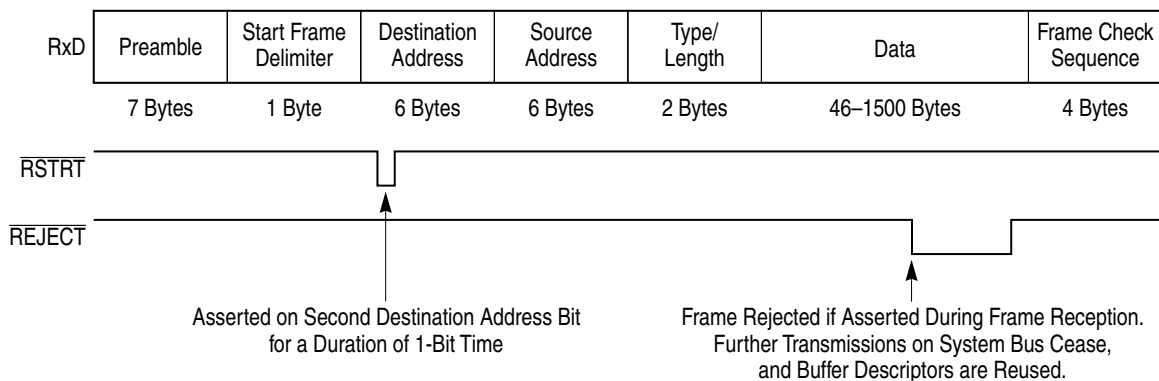 RxD
Preamble
Start Frame
Delimiter
Destination
Address
Source
Address
Type/
Length
Data
Frame Check
Sequence
7 Bytes
1 Byte
6 Bytes
6 Bytes
2 Bytes
46–1500 Bytes
4 Bytes
RSTRT
REJECT
Asserted on Second Destination Address Bit
for a Duration of 1-Bit Time
Frame Rejected if Asserted During Frame Reception.
Further Transmissions on System Bus Cease,
and Buffer Descriptors are Reused.